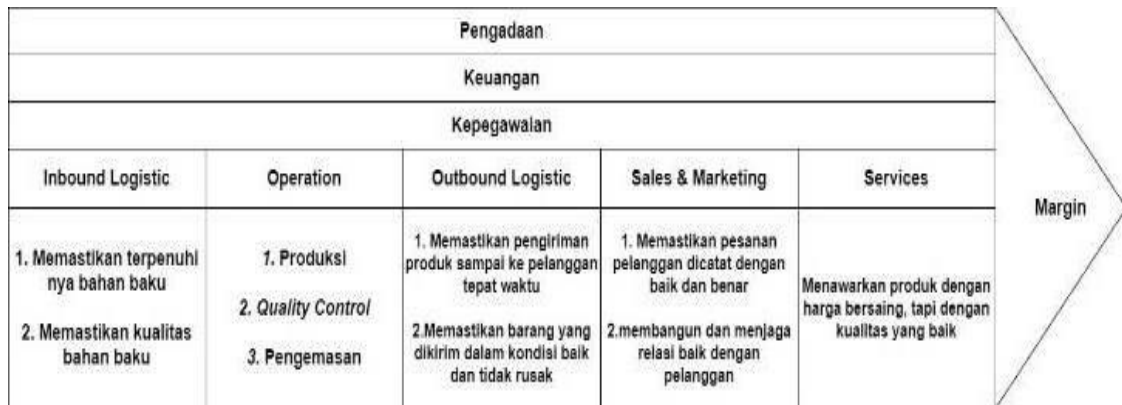 Pengadaan
Keuangan
Kepegawaian
Inbound Logistic
Operation
Outbound Logistic
Sales & Marketing
Services
Margin
1. Memastikan terpenuhi
nya bahan baku
2. Memastikan kualitas
bahan baku
1. Produksi
2. Quality Control
3. Pengemasan
1. Memastikan pengiriman
produk sampai ke pelanggan
tepat waktu
2.Memastikan barang yang
dikirim dalam kondisi baik
dan tidak rusak
1. Memastikan pesanan
pelanggan dicatat dengan
baik dan benar
2.membangun dan menjaga
relasi baik dengan
pelanggan
Menawarkan produk dengan
harga bersaing, tapi dengan
kualitas yang baik